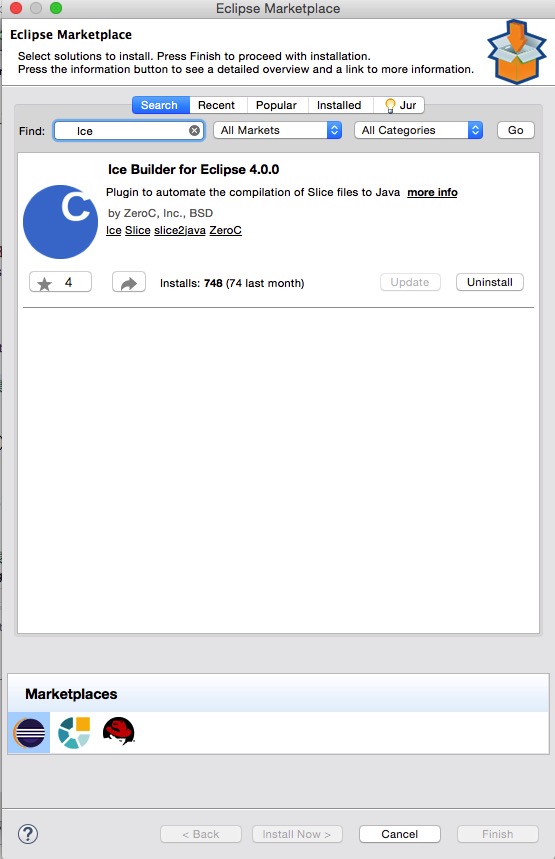 Eclipse Marketplace
Eclipse Marketplace
Select solutions to install. Press Finish to proceed with installation.
Press the information button to see a detailed overview and a link to more information.
Search Recent Popular Installed Jur
Find: Ice All Markets All Categories Go
Ice Builder for Eclipse 4.0.0
Plugin to automate the compilation of Slice files to Java more info
by ZeroC, Inc., BSD
Ice Slice slice2java ZeroC
4 Installs: 748 (74 last month) Update Uninstall
Marketplaces
? < Back Install Now > Cancel Finish